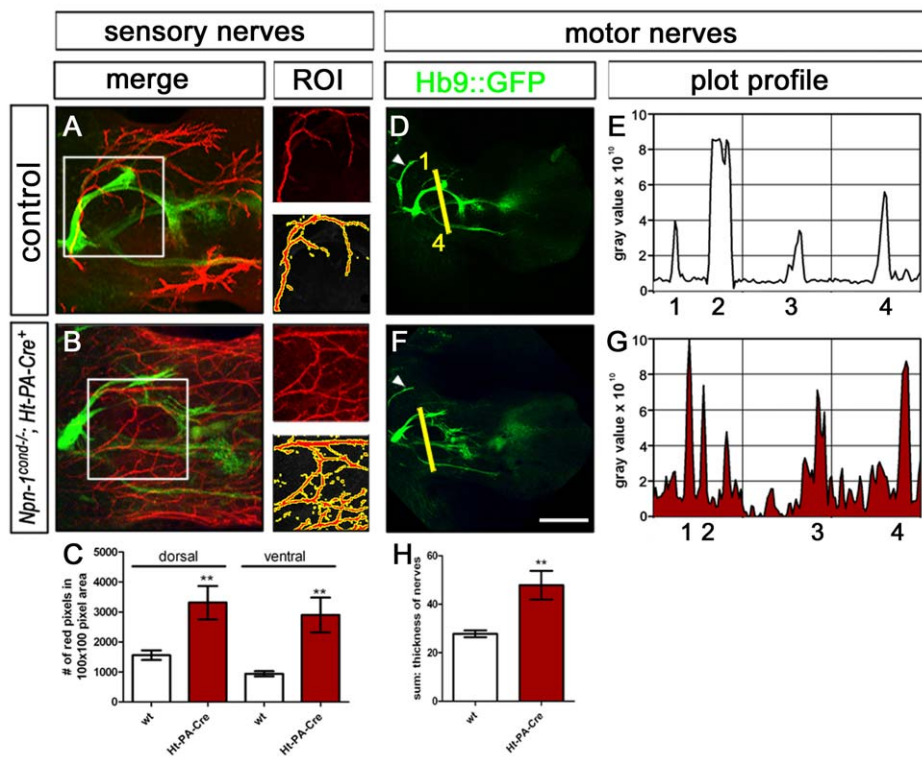 sensory nerves
motor nerves
merge
ROI
Hb9::GFP
plot profile
control
A
D
1
4
E
10
8
6
4
2
0
gray value x 10^10
1 2 3 4
Npn-1^cond/-; Ht-PA-Cre^+
B
F
G
10
8
6
4
2
0
gray value x 10^10
1 2 3 4
C
dorsal
ventral
5000
4000
3000
2000
1000
0
# of red pixels in
100x100 pixel area
**
**
wt
Ht-PA-Cre
wt
Ht-PA-Cre
H
60
40
20
0
sum: thickness of nerves
**
wt
Ht-PA-Cre